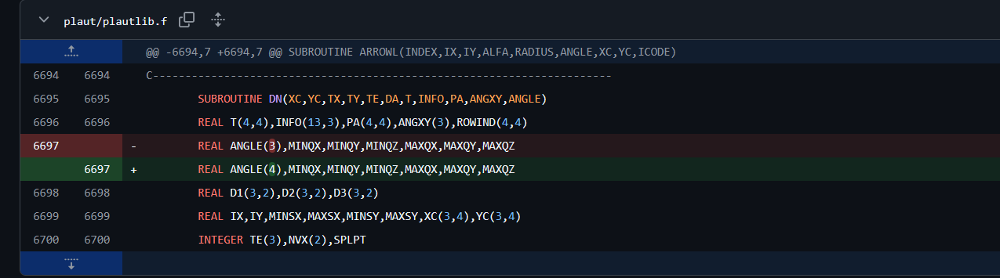 plaut/plautlib.f
@@ -6694,7 +6694,7 @@ SUBROUTINE ARROWL(INDEX,IX,IY,ALFA,RADIUS,ANGLE,XC,YC,ICODE)
6694 6694 C-----------------------------------------------------------------------
6695 6695 SUBROUTINE DN(XC,YC,TX,TY,TE,DA,T,INFO,PA,ANGXY,ANGLE)
6696 6696 REAL T(4,4),INFO(13,3),PA(4,4),ANGXY(3),ROWIND(4,4)
6697 - REAL ANGLE(3),MINQX,MINQY,MINQZ,MAXQX,MAXQY,MAXQZ
6697 + REAL ANGLE(4),MINQX,MINQY,MINQZ,MAXQX,MAXQY,MAXQZ
6698 6698 REAL D1(3,2),D2(3,2),D3(3,2)
6699 6699 REAL IX,IY,MINSX,MAXSX,MINSY,MAXSY,XC(3,4),YC(3,4)
6700 6700 INTEGER TE(3),NVX(2),SPLPT